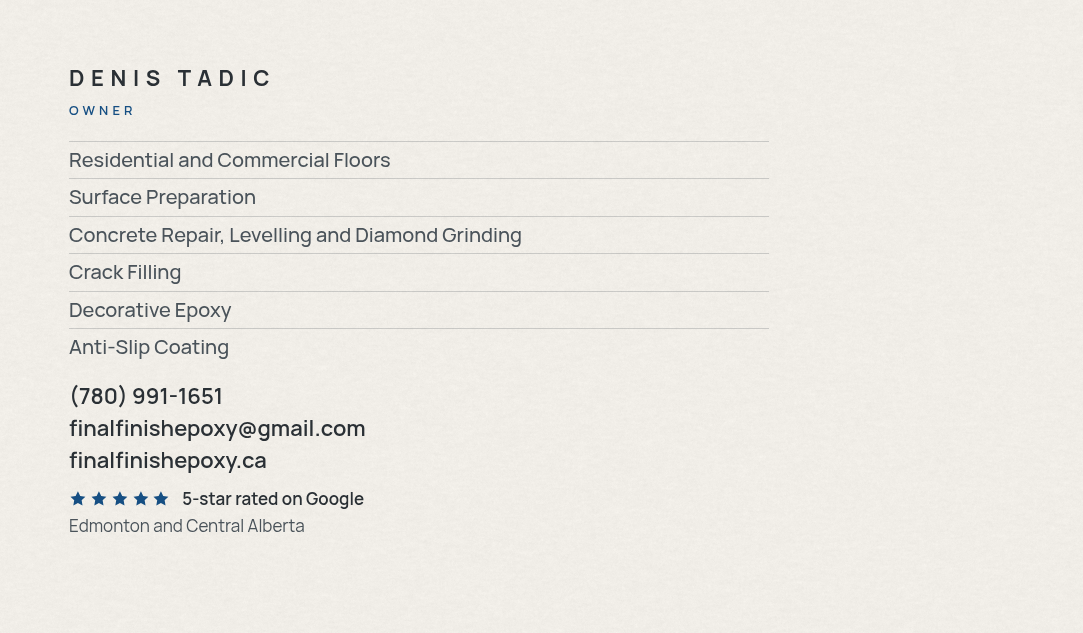 DENIS TADIC
OWNER
Residential and Commercial Floors
Surface Preparation
Concrete Repair, Levelling and Diamond Grinding
Crack Filling
Decorative Epoxy
Anti-Slip Coating
(780) 991-1651
finalfinishepoxy@gmail.com
finalfinishepoxy.ca
★★★★★ 5-star rated on Google
Edmonton and Central Alberta